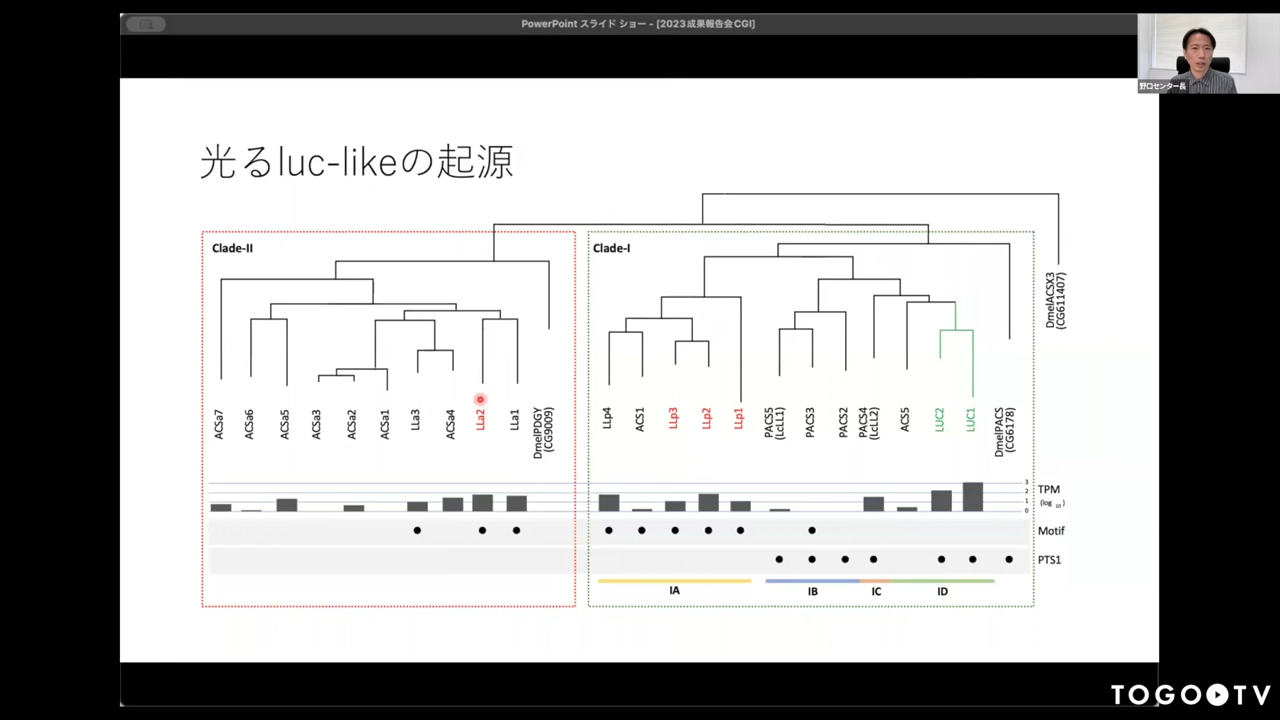 PowerPoint スライド ショー - [2023成果報告会CGI]
野口センター長
光るluc-likeの起源
Clade-II
Clade-I
DmelACSX3
(CG611407)
ACSa7
ACSa6
ACSa5
ACSa3
ACSa2
ACSa1
LLa3
ACSa4
LLa2
LLa1
DmelPDGY
(CG9009)
LLp4
ACS1
LLp3
LLp2
LLp1
PACS5
(LcLL1)
PACS3
PACS2
PACS4
(LcLL2)
ACS5
LUC2
LUC1
DmelPACS
(CG6178)
3
2
1
0
TPM
(log 10)
Motif
PTS1
IA
IB
IC
ID
TOGOTV